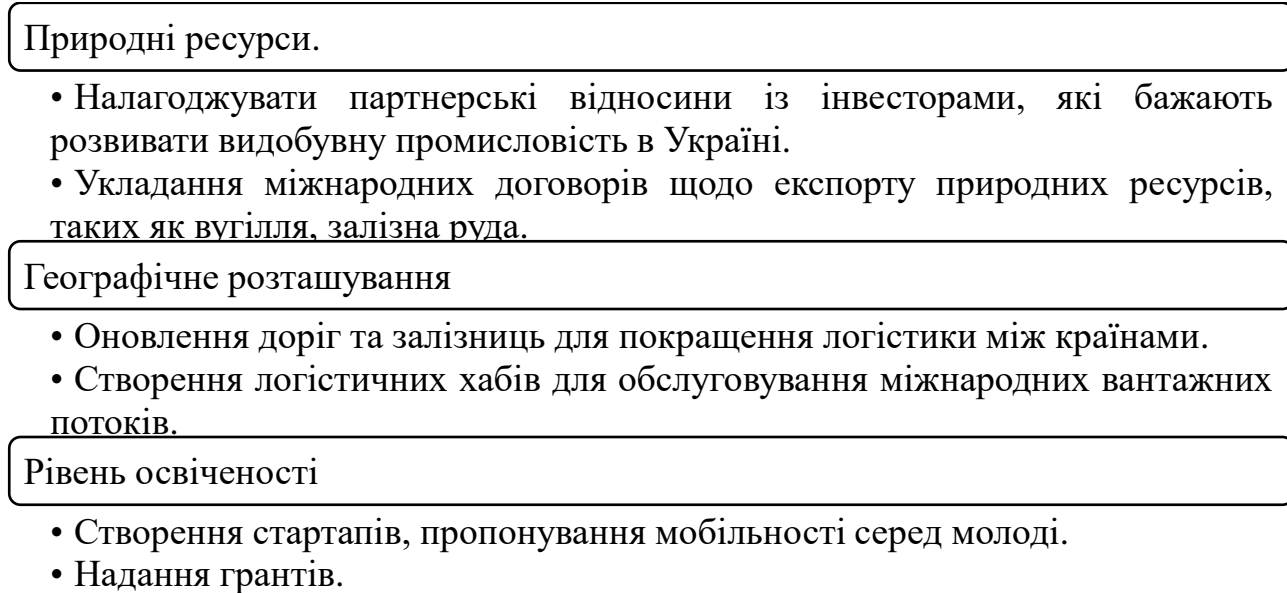 Природні ресурси.
• Налагоджувати партнерські відносини із інвесторами, які бажають
розвивати видобувну промисловість в Україні.
• Укладання міжнародних договорів щодо експорту природних ресурсів,
таких як вугілля, залізна руда.
Географічне розташування
• Оновлення доріг та залізниць для покращення логістики між країнами.
• Створення логістичних хабів для обслуговування міжнародних вантажних
потоків.
Рівень освіченості
• Створення стартапів, пропонування мобільності серед молоді.
• Надання грантів.